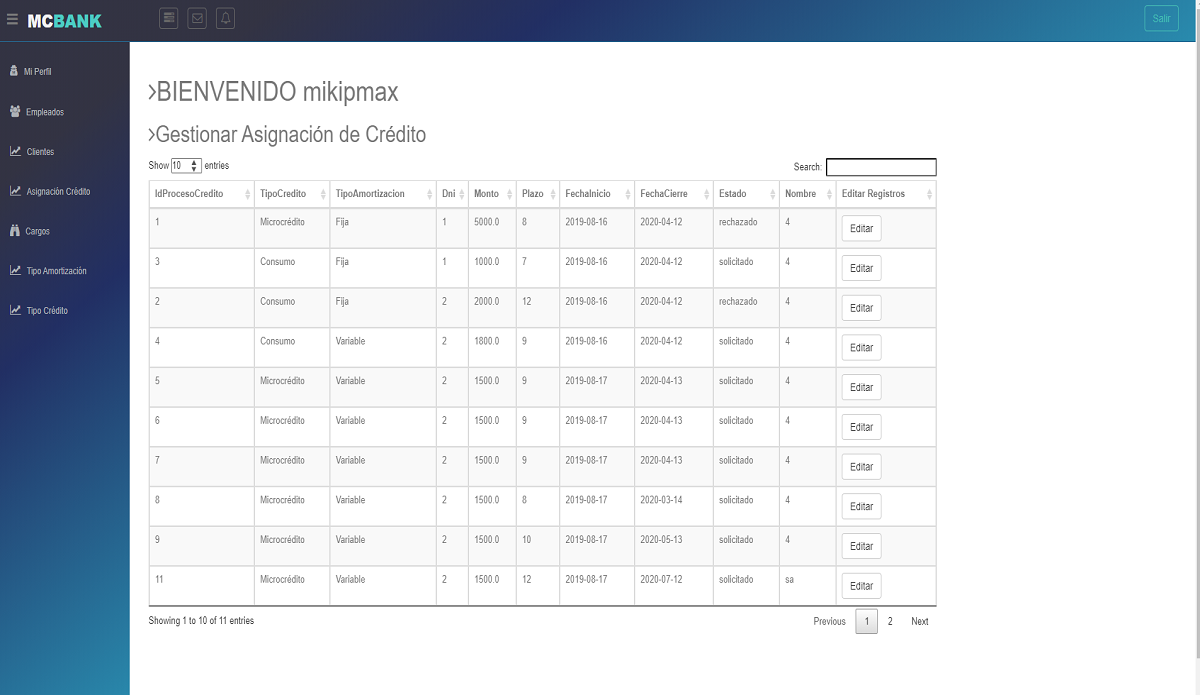 MCBANK
Salir
Mi Perfil
Empleados
Clientes
Asignación Crédito
Cargos
Tipo Amortización
Tipo Crédito
>BIENVENIDO mikipmax
>Gestionar Asignación de Crédito
Show 10 entries
Search:
IdProcesoCredito TipoCredito TipoAmortizacion Dni Monto Plazo FechaInicio FechaCierre Estado Nombre Editar Registros
1 Microcrédito Fija 1 5000.0 8 2019-08-16 2020-04-12 rechazado 4 Editar
3 Consumo Fija 1 1000.0 7 2019-08-16 2020-04-12 solicitado 4 Editar
2 Consumo Fija 2 2000.0 12 2019-08-16 2020-04-12 rechazado 4 Editar
4 Consumo Variable 2 1800.0 9 2019-08-16 2020-04-12 solicitado 4 Editar
5 Microcrédito Variable 2 1500.0 9 2019-08-17 2020-04-13 solicitado 4 Editar
6 Microcrédito Variable 2 1500.0 9 2019-08-17 2020-04-13 solicitado 4 Editar
7 Microcrédito Variable 2 1500.0 9 2019-08-17 2020-04-13 solicitado 4 Editar
8 Microcrédito Variable 2 1500.0 8 2019-08-17 2020-03-14 solicitado 4 Editar
9 Microcrédito Variable 2 1500.0 10 2019-08-17 2020-05-13 solicitado 4 Editar
11 Microcrédito Variable 2 1500.0 12 2019-08-17 2020-07-12 solicitado sa Editar
Showing 1 to 10 of 11 entries
Previous 1 2 Next